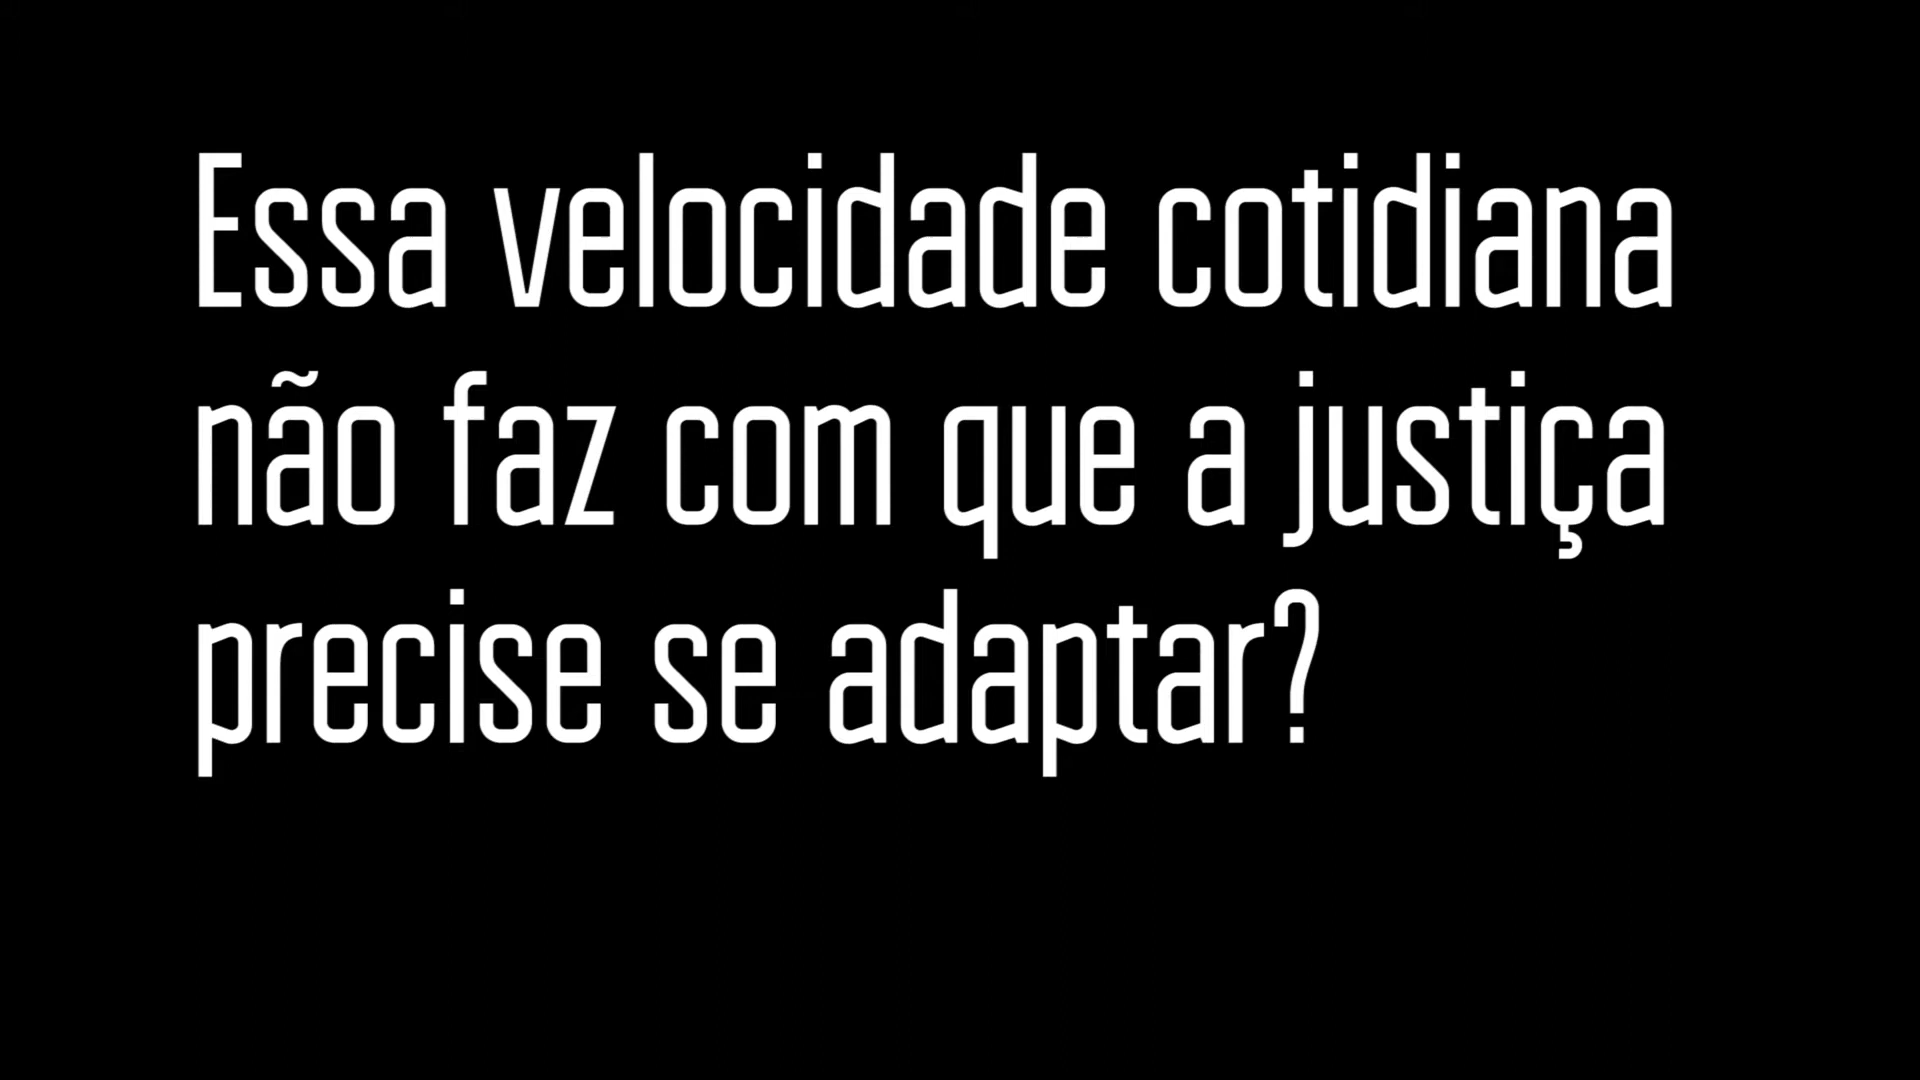 Essa velocidade cotidiana
não faz com que a justiça
precise se adaptar?